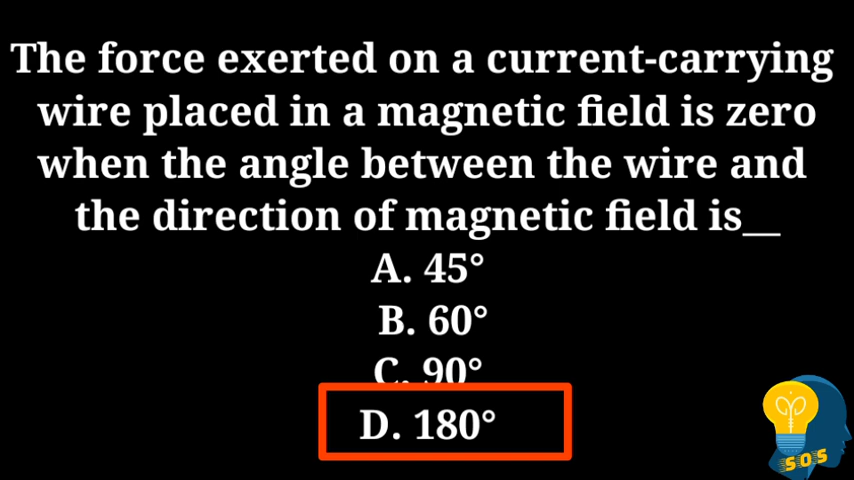 The force exerted on a current-carrying
wire placed in a magnetic field is zero
when the angle between the wire and
the direction of magnetic field is__
A. 45°
B. 60°
C. 90°
D. 180°
SOS